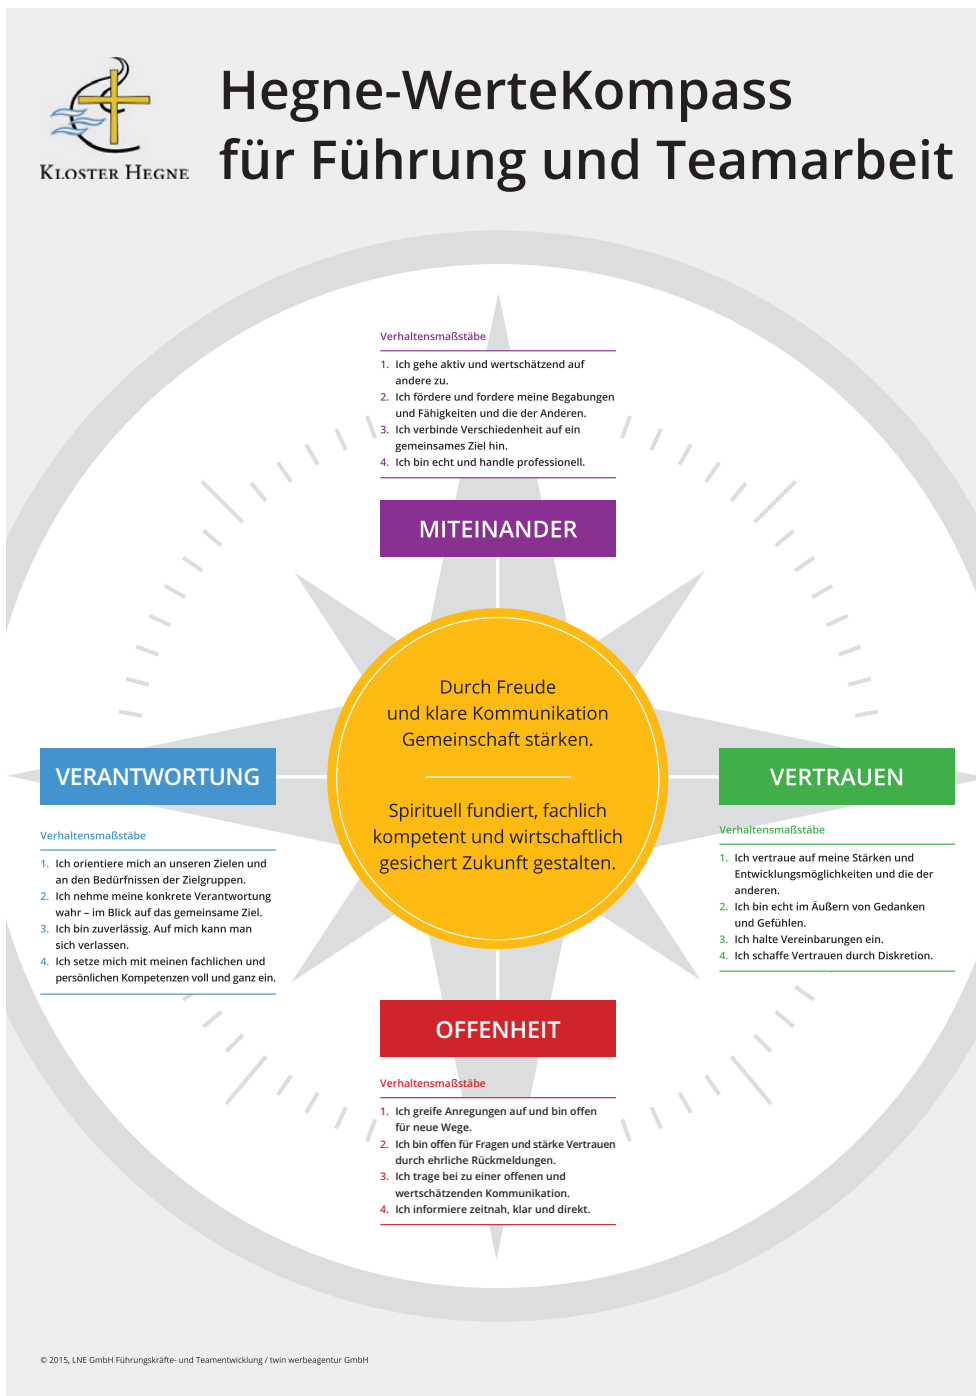 KLOSTER HEGNE
Hegne-WerteKompass
für Führung und Teamarbeit
Verhaltensmaßstäbe
1. Ich gehe aktiv und wertschätzend auf
andere zu.
2. Ich fördere und fordere meine Begabungen
und Fähigkeiten und die der Anderen.
3. Ich verbinde Verschiedenheit auf ein
gemeinsames Ziel hin.
4. Ich bin echt und handle professionell.
MITEINANDER
Durch Freude
und klare Kommunikation
Gemeinschaft stärken.
Spirituell fundiert, fachlich
kompetent und wirtschaftlich
gesichert Zukunft gestalten.
VERANTWORTUNG
Verhaltensmaßstäbe
1. Ich orientiere mich an unseren Zielen und
an den Bedürfnissen der Zielgruppen.
2. Ich nehme meine konkrete Verantwortung
wahr – im Blick auf das gemeinsame Ziel.
3. Ich bin zuverlässig. Auf mich kann man
sich verlassen.
4. Ich setze mich mit meinen fachlichen und
persönlichen Kompetenzen voll und ganz ein.
VERTRAUEN
Verhaltensmaßstäbe
1. Ich vertraue auf meine Stärken und
Entwicklungsmöglichkeiten und die der
anderen.
2. Ich bin echt im Äußern von Gedanken
und Gefühlen.
3. Ich halte Vereinbarungen ein.
4. Ich schaffe Vertrauen durch Diskretion.
OFFENHEIT
Verhaltensmaßstäbe
1. Ich greife Anregungen auf und bin offen
für neue Wege.
2. Ich bin offen für Fragen und stärke Vertrauen
durch ehrliche Rückmeldungen.
3. Ich trage bei zu einer offenen und
wertschätzenden Kommunikation.
4. Ich informiere zeitnah, klar und direkt.
© 2015, LNE GmbH Führungskräfte- und Teamentwicklung / twin werbeagentur GmbH